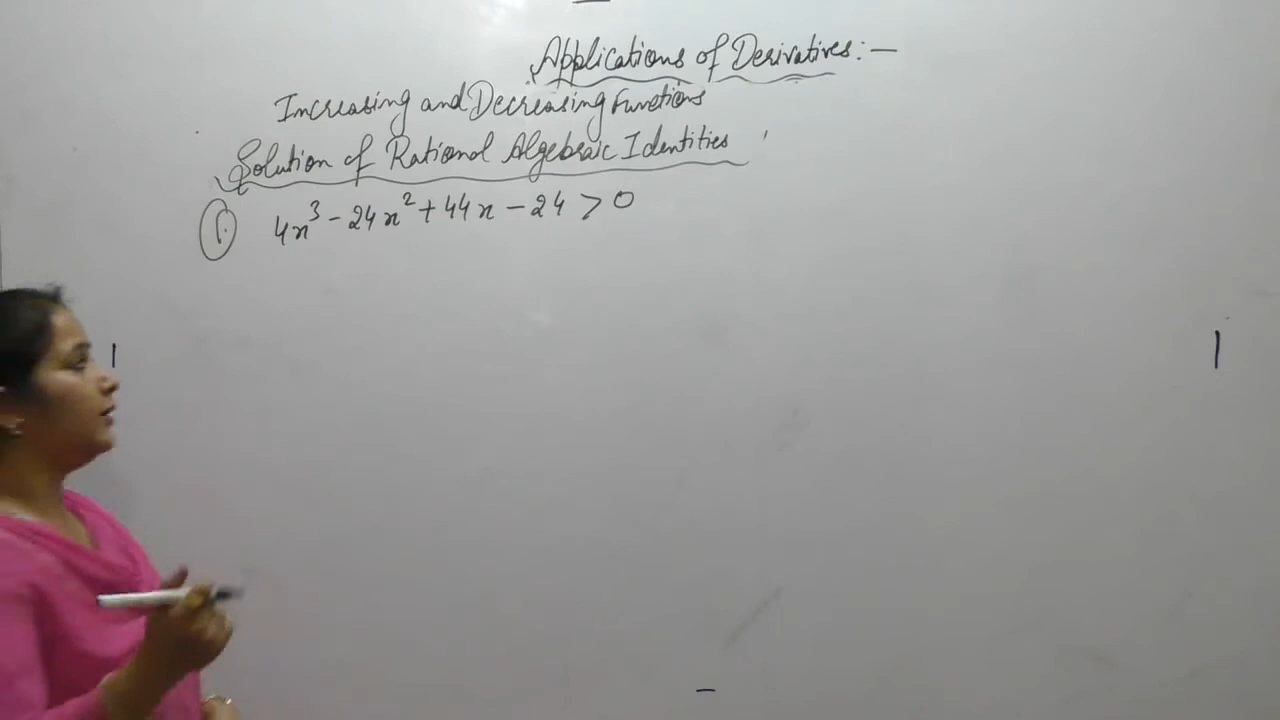 Applications of Derivatives:—
Increasing and Decreasing Functions
Solution of Rational Algebraic Identities
1. 4x³ - 24x² + 44x - 24 > 0